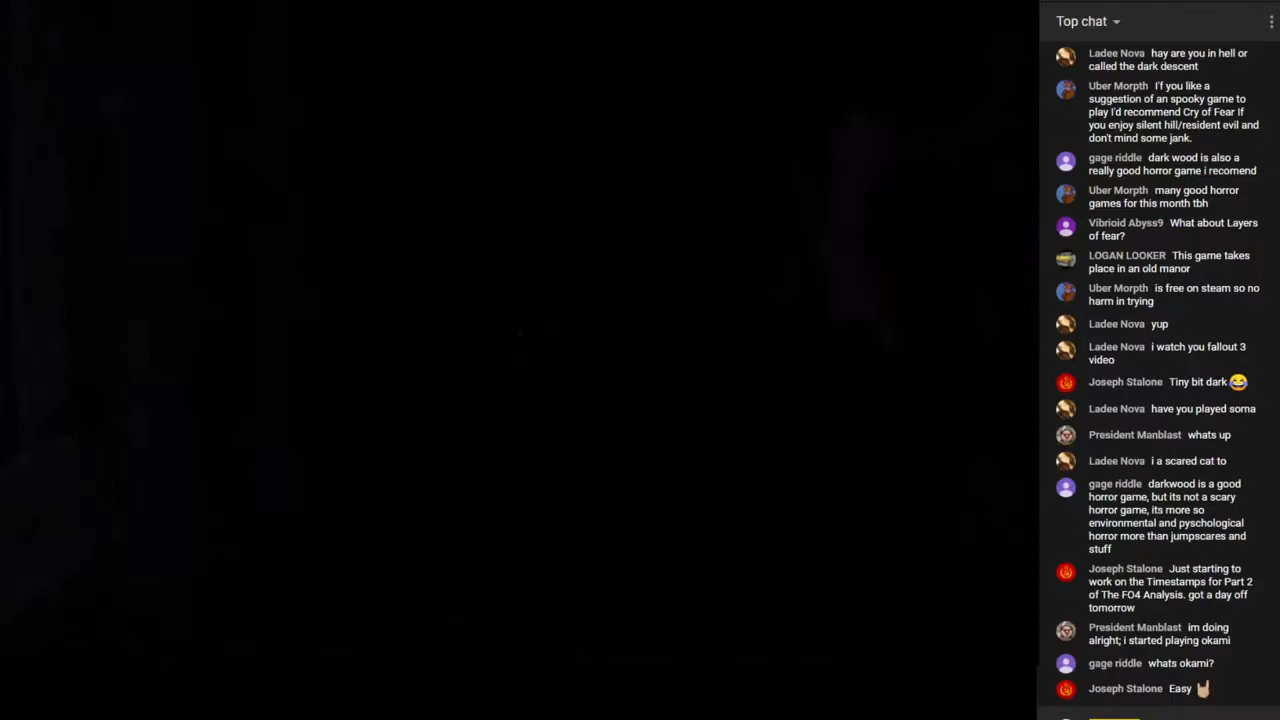 Top chat
Ladee Nova hay are you in hell or
called the dark descent
Uber Morpth I'f you like a
suggestion of an spooky game to
play I'd recommend Cry of Fear If
you enjoy silent hill/resident evil and
don't mind some jank.
gage riddle dark wood is also a
really good horror game i recomend
Uber Morpth many good horror
games for this month tbh
Vibrioid Abyss9 What about Layers
of fear?
LOGAN LOOKER This game takes
place in an old manor
Uber Morpth is free on steam so no
harm in trying
Ladee Nova yup
Ladee Nova i watch you fallout 3
video
Joseph Stalone Tiny bit dark 😂
Ladee Nova have you played soma
President Manblast whats up
Ladee Nova i a scared cat to
gage riddle darkwood is a good
horror game, but its not a scary
horror game, its more so
environmental and pyschological
horror more than jumpscares and
stuff
Joseph Stalone Just starting to
work on the Timestamps for Part 2
of The FO4 Analysis. got a day off
tomorrow
President Manblast im doing
alright; i started playing okami
gage riddle whats okami?
Joseph Stalone Easy 🤘